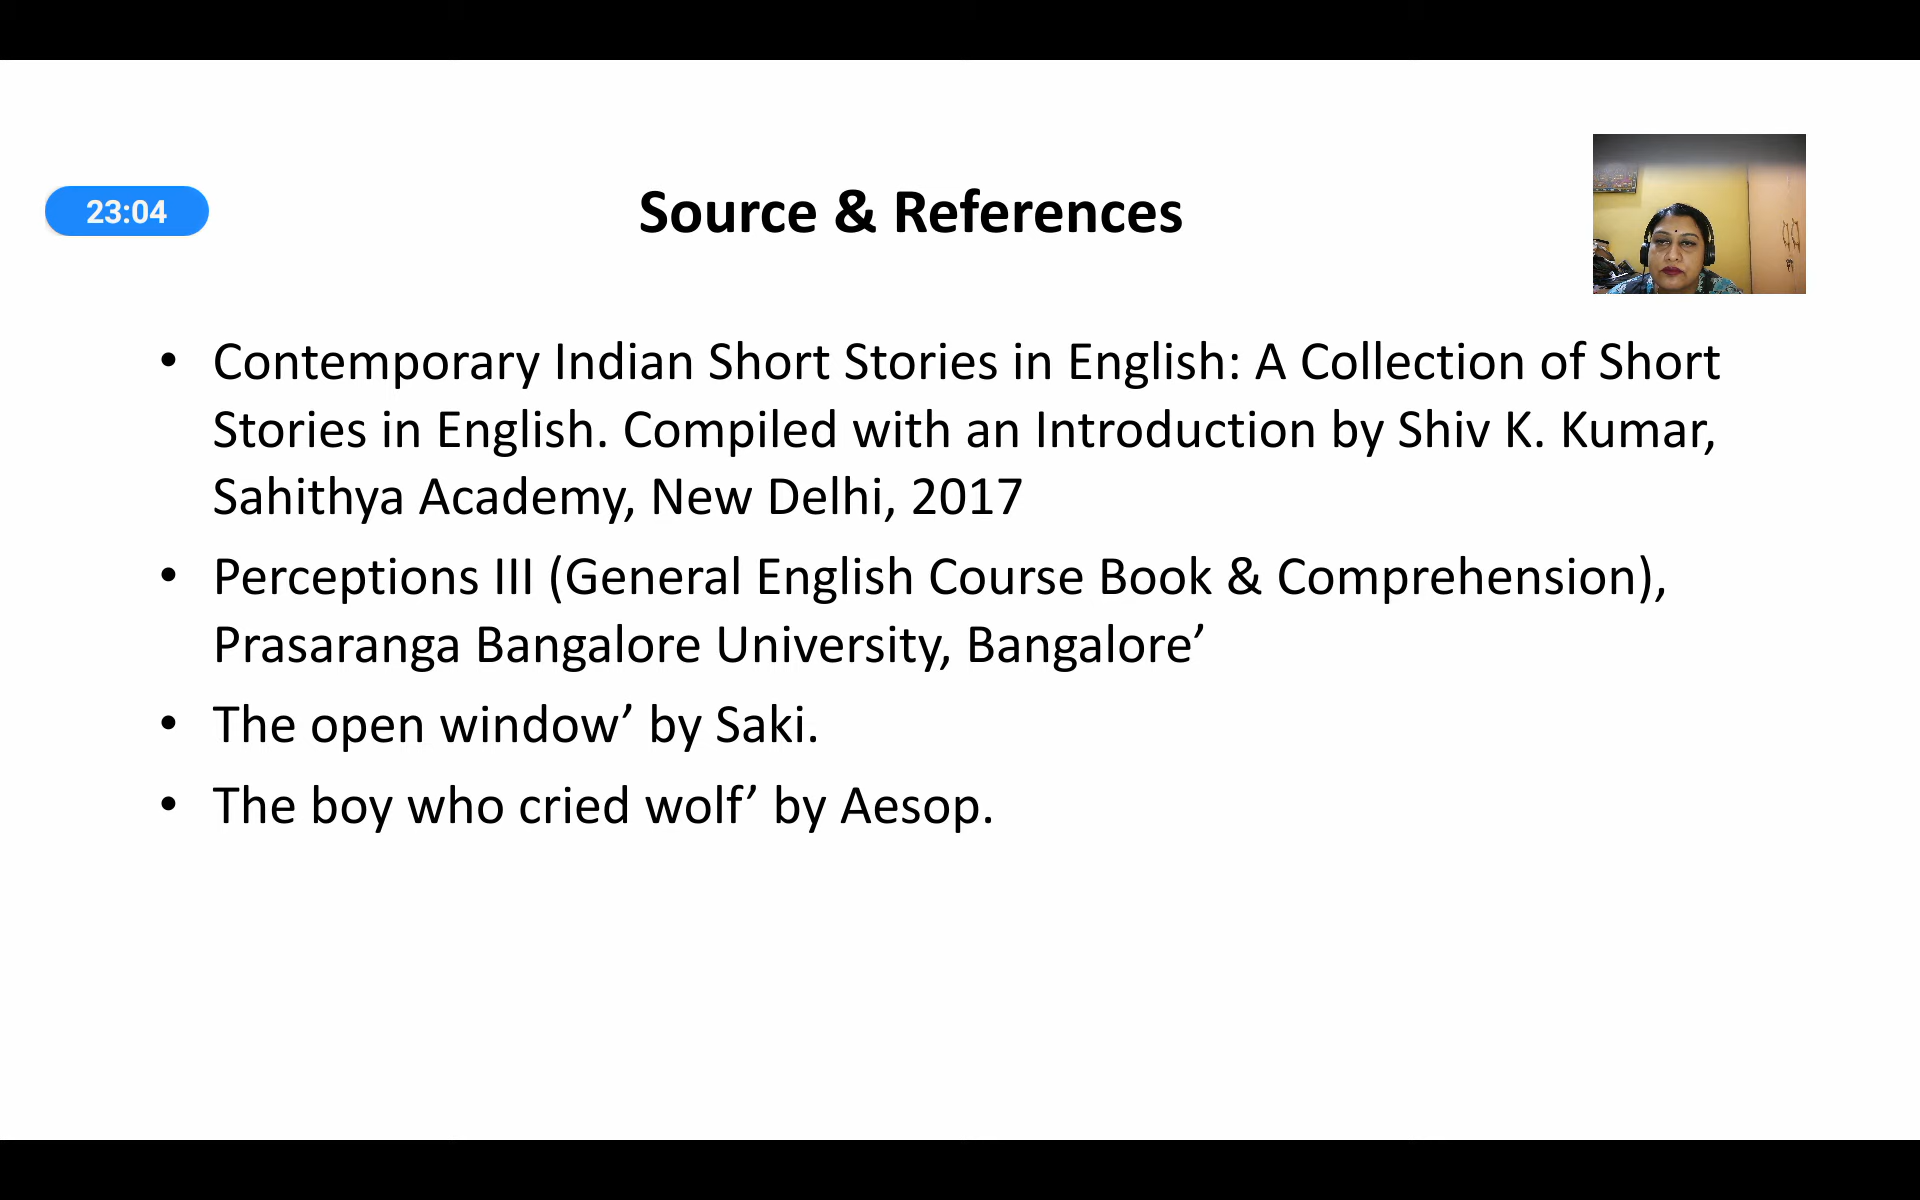 23:04
Source & References
• Contemporary Indian Short Stories in English: A Collection of Short
Stories in English. Compiled with an Introduction by Shiv K. Kumar,
Sahithya Academy, New Delhi, 2017
• Perceptions III (General English Course Book & Comprehension),
Prasaranga Bangalore University, Bangalore’
• The open window’ by Saki.
• The boy who cried wolf’ by Aesop.